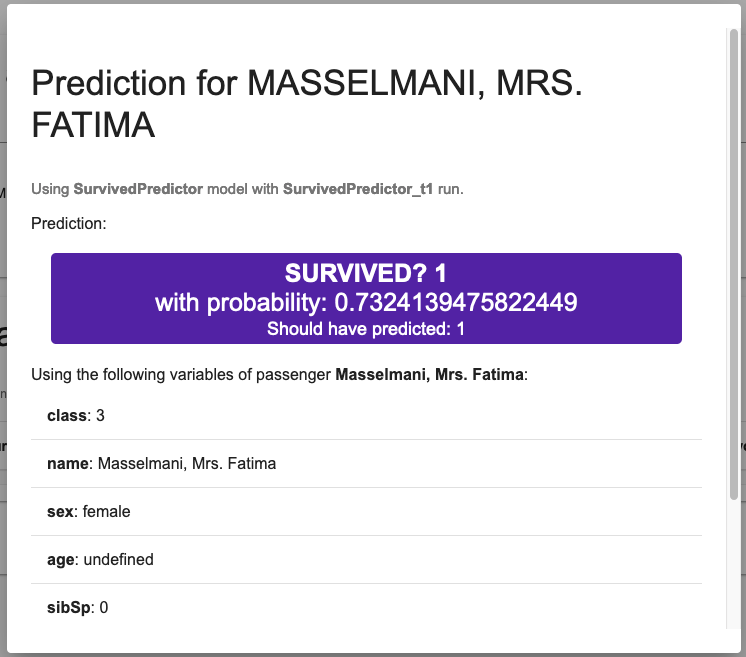 Prediction for MASSELMANI, MRS.
FATIMA
Using SurvivedPredictor model with SurvivedPredictor_t1 run.
Prediction:
SURVIVED? 1
with probability: 0.7324139475822449
Should have predicted: 1
Using the following variables of passenger Masselmani, Mrs. Fatima:
class: 3
name: Masselmani, Mrs. Fatima
sex: female
age: undefined
sibSp: 0